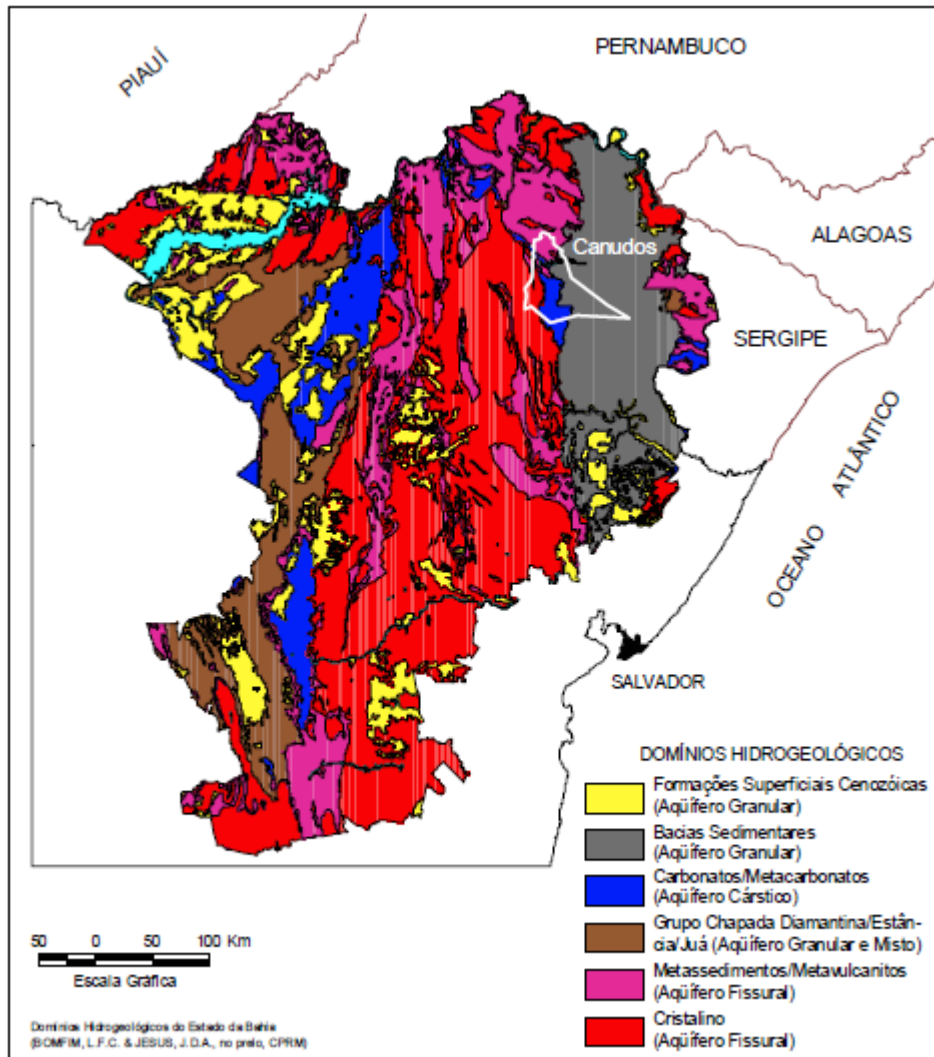 PIAUÍ
PERNAMBUCO
ALAGOAS
Canudos
SERGIPE
OCEANO ATLÂNTICO
SALVADOR
DOMÍNIOS HIDROGEOLÓGICOS
Formações Superficiais Cenozóicas
(Aqüífero Granular)
Bacias Sedimentares
(Aqüífero Granular)
Carbonatos/Metacarbonatos
(Aqüífero Cárstico)
Grupo Chapada Diamantina/Estân-
cia/Juá (Aqüífero Granular e Misto)
Metassedimentos/Metavulcanitos
(Aqüífero Fissural)
Cristalino
(Aqüífero Fissural)
50 0 50 100 Km
Escala Gráfica
Domínios Hidrogeológicos do Estado da Bahia
(BOMFIM, L.F.C. & JESUS, J.D.A., no prelo, CPRM)